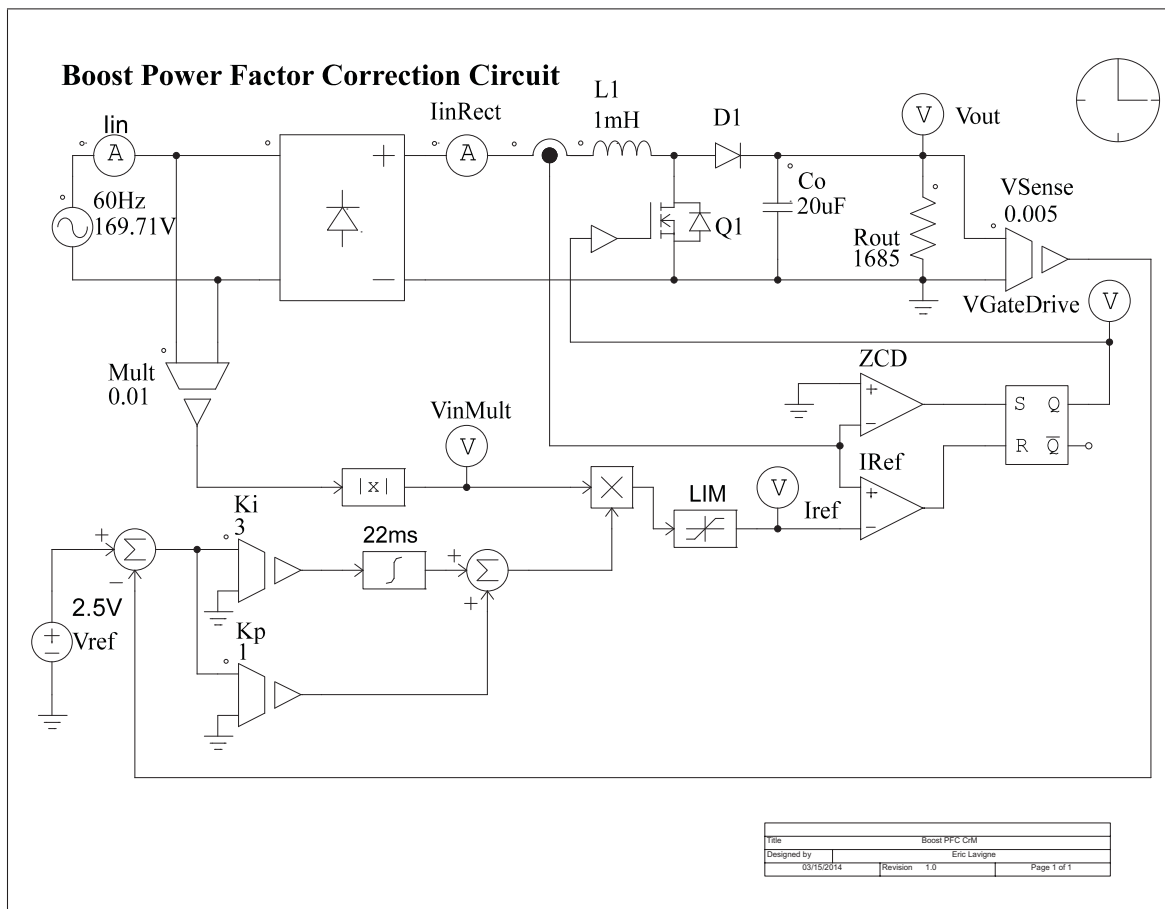 Boost Power Factor Correction Circuit
Iin
A
60Hz
169.71V
+
−
IinRect
A
L1
1mH
D1
Q1
Co
20uF
V
Vout
Rout
1685
VSense
0.005
VGateDrive
V
Mult
0.01
VinMult
V
|x|
ZCD
+
−
S Q
R Q
IRef
+
−
LIM
V
Iref
Ki
3
22ms
∫
+
Σ
−
+
Σ
+
2.5V
Vref
+
−
Kp
1
Title Boost PFC CrM
Designed by Eric Lavigne
03/15/2014 Revision 1.0 Page 1 of 1